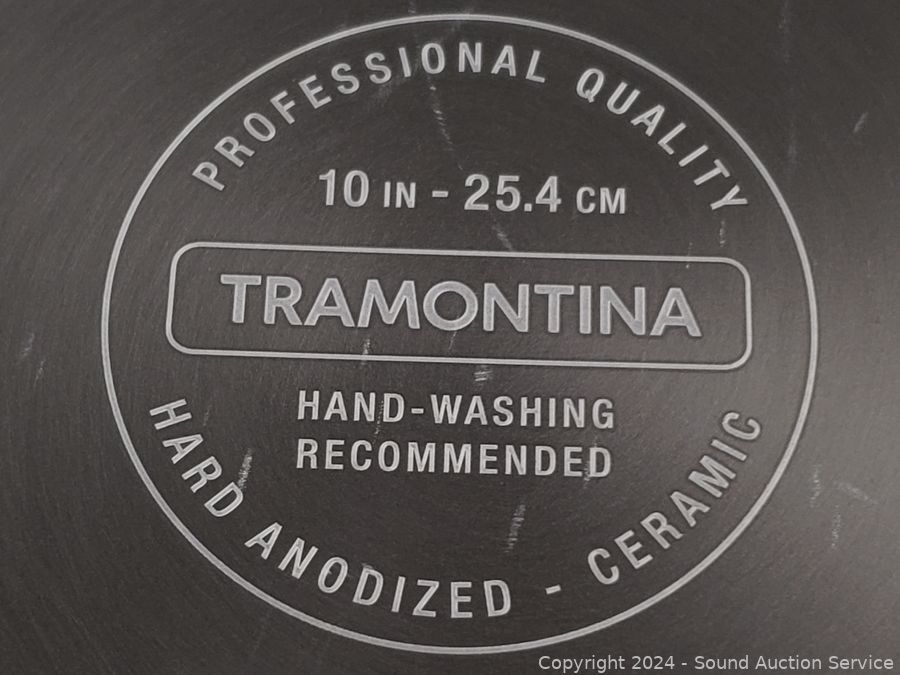 PROFESSIONAL QUALITY
10 IN - 25.4 CM
TRAMONTINA
HAND-WASHING
RECOMMENDED
HARD ANODIZED - CERAMIC
Copyright 2024 - Sound Auction Service